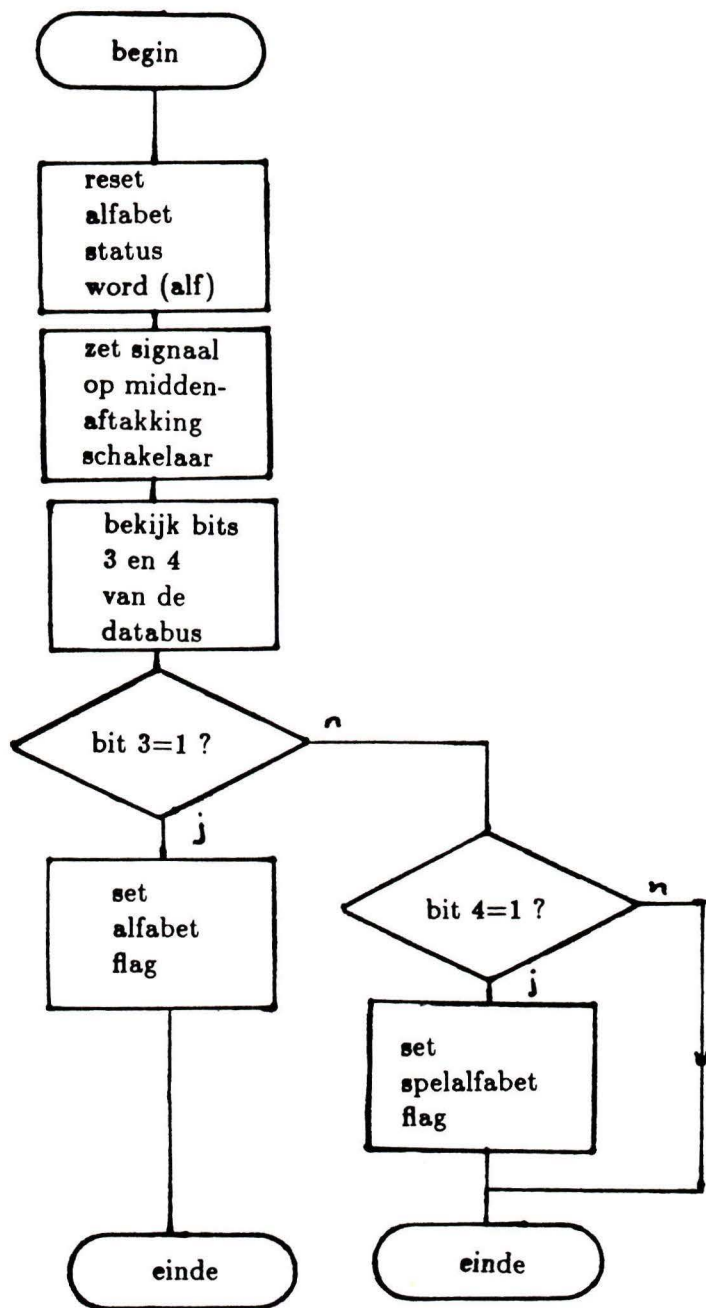 begin
reset
alfabet
status
word (alf)
zet signaal
op midden-
aftakking
schakelaar
bekijk bits
3 en 4
van de
databus
bit 3=1 ?
n
j
set
alfabet
flag
einde
bit 4=1 ?
n
j
set
spelalfabet
flag
einde